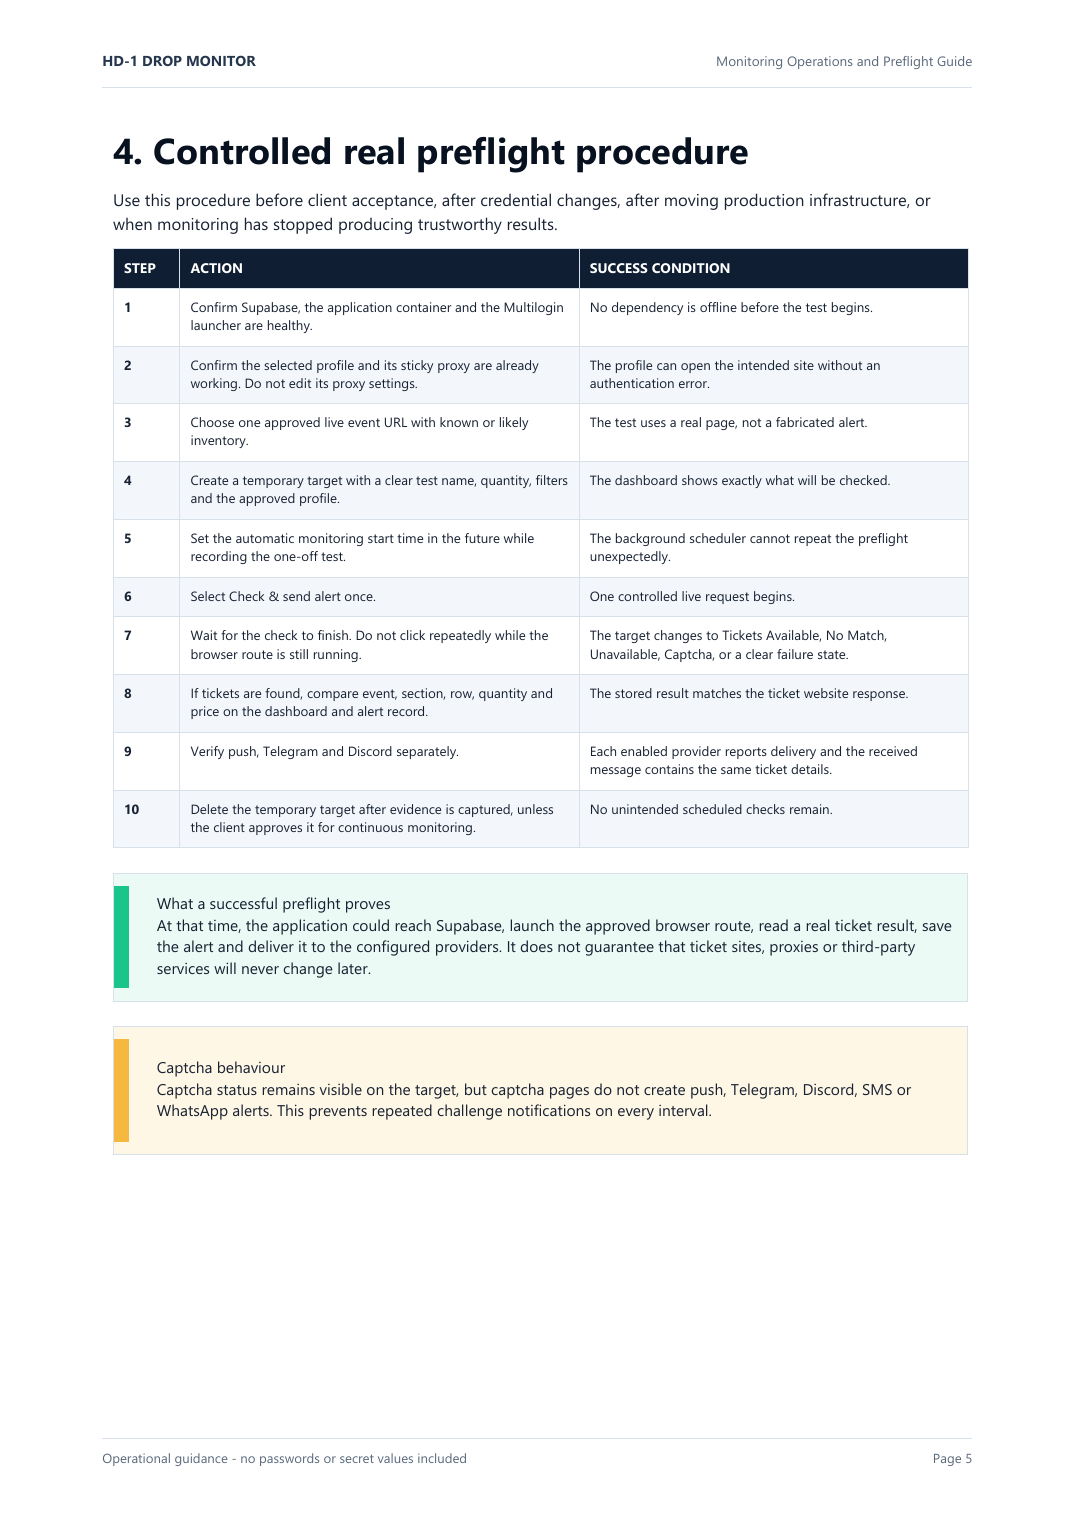 HD-1 DROP MONITOR
Monitoring Operations and Preflight Guide
4. Controlled real preflight procedure
Use this procedure before client acceptance, after credential changes, after moving production infrastructure, or
when monitoring has stopped producing trustworthy results.
STEP ACTION SUCCESS CONDITION
1 Confirm Supabase, the application container and the Multilogin
launcher are healthy.
No dependency is offline before the test begins.
2 Confirm the selected profile and its sticky proxy are already
working. Do not edit its proxy settings.
The profile can open the intended site without an
authentication error.
3 Choose one approved live event URL with known or likely
inventory.
The test uses a real page, not a fabricated alert.
4 Create a temporary target with a clear test name, quantity, filters
and the approved profile.
The dashboard shows exactly what will be checked.
5 Set the automatic monitoring start time in the future while
recording the one-off test.
The background scheduler cannot repeat the preflight
unexpectedly.
6 Select Check & send alert once.
One controlled live request begins.
7 Wait for the check to finish. Do not click repeatedly while the
browser route is still running.
The target changes to Tickets Available, No Match,
Unavailable, Captcha, or a clear failure state.
8 If tickets are found, compare event, section, row, quantity and
price on the dashboard and alert record.
The stored result matches the ticket website response.
9 Verify push, Telegram and Discord separately.
Each enabled provider reports delivery and the received
message contains the same ticket details.
10 Delete the temporary target after evidence is captured, unless
the client approves it for continuous monitoring.
No unintended scheduled checks remain.
What a successful preflight proves
At that time, the application could reach Supabase, launch the approved browser route, read a real ticket result, save
the alert and deliver it to the configured providers. It does not guarantee that ticket sites, proxies or third-party
services will never change later.
Captcha behaviour
Captcha status remains visible on the target, but captcha pages do not create push, Telegram, Discord, SMS or
WhatsApp alerts. This prevents repeated challenge notifications on every interval.
Operational guidance - no passwords or secret values included
Page 5